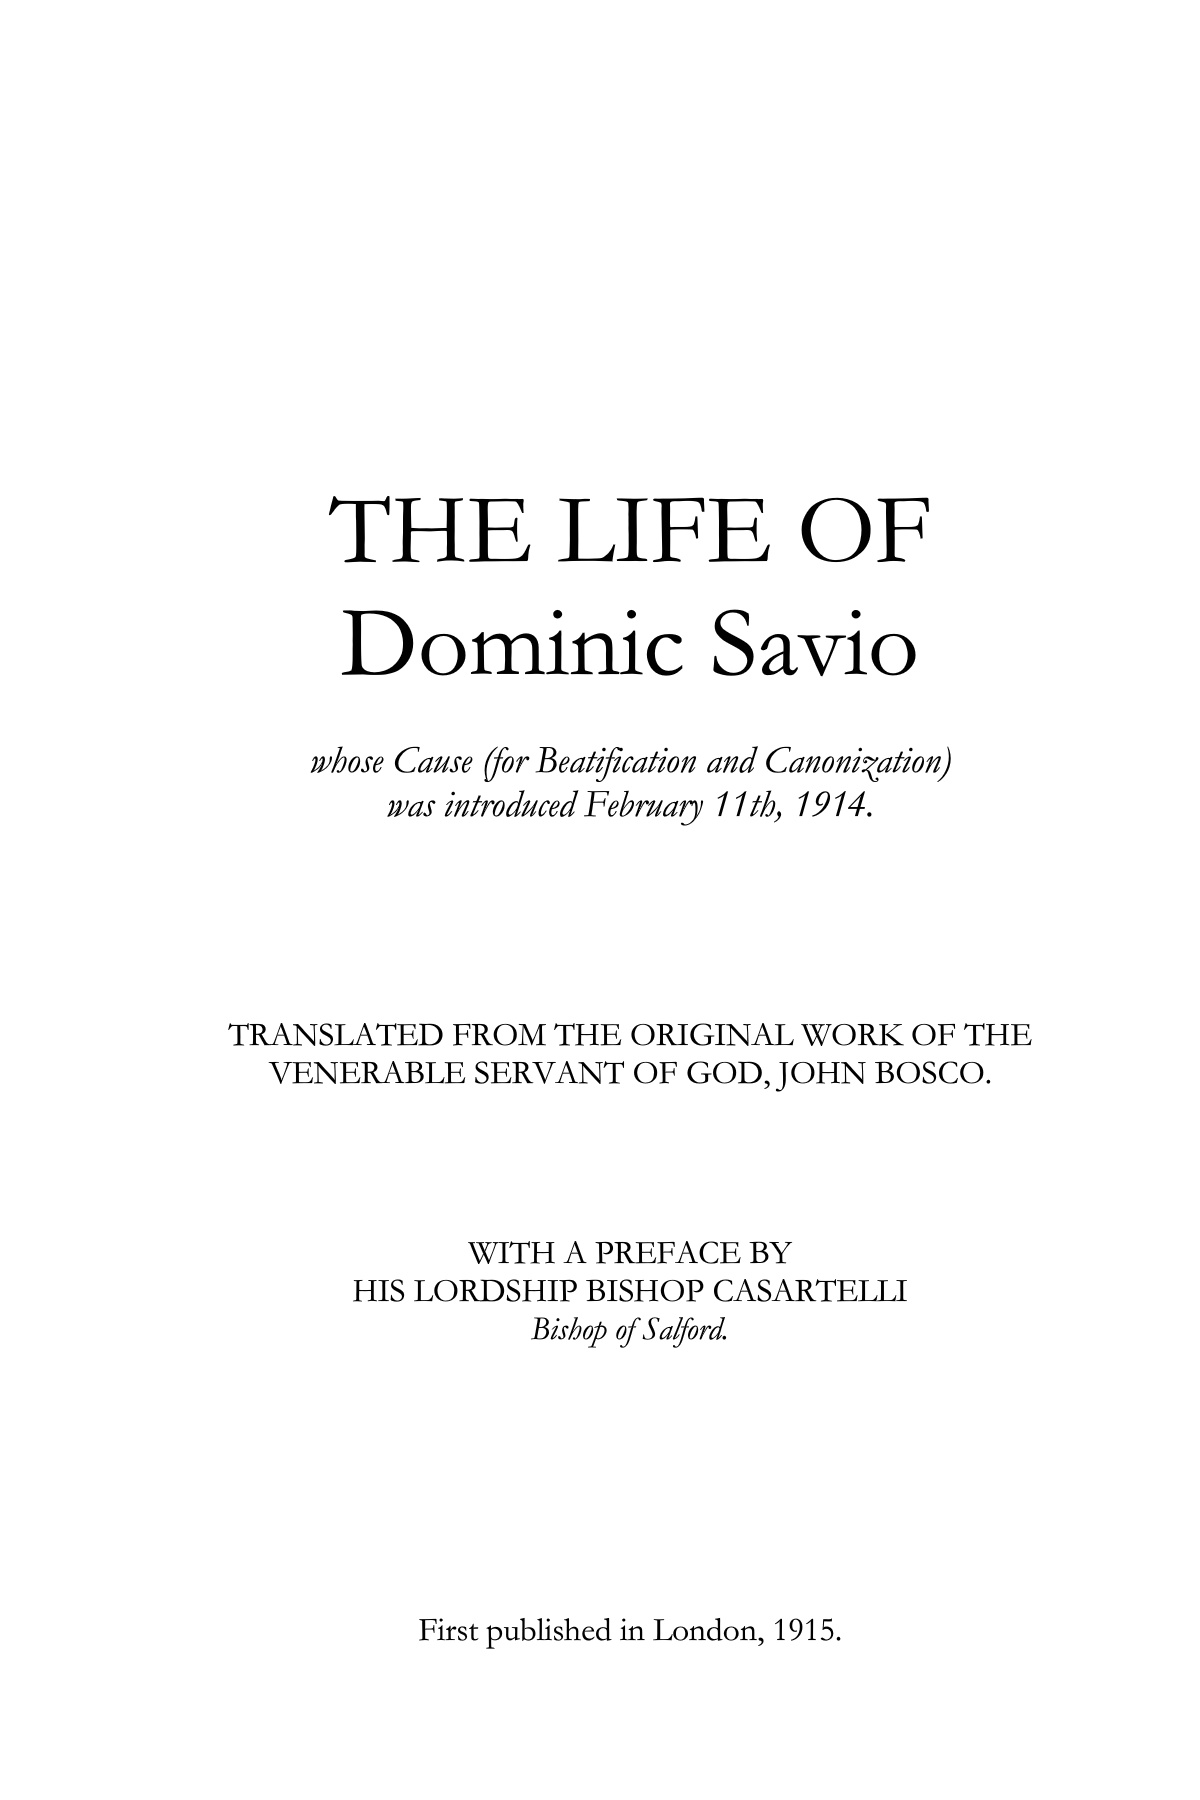 THE LIFE OF
Dominic Savio
whose Cause (for Beatification and Canonization)
was introduced February 11th, 1914.
TRANSLATED FROM THE ORIGINAL WORK OF THE
VENERABLE SERVANT OF GOD, JOHN BOSCO.
WITH A PREFACE BY
HIS LORDSHIP BISHOP CASARTELLI
Bishop of Salford.
First published in London, 1915.